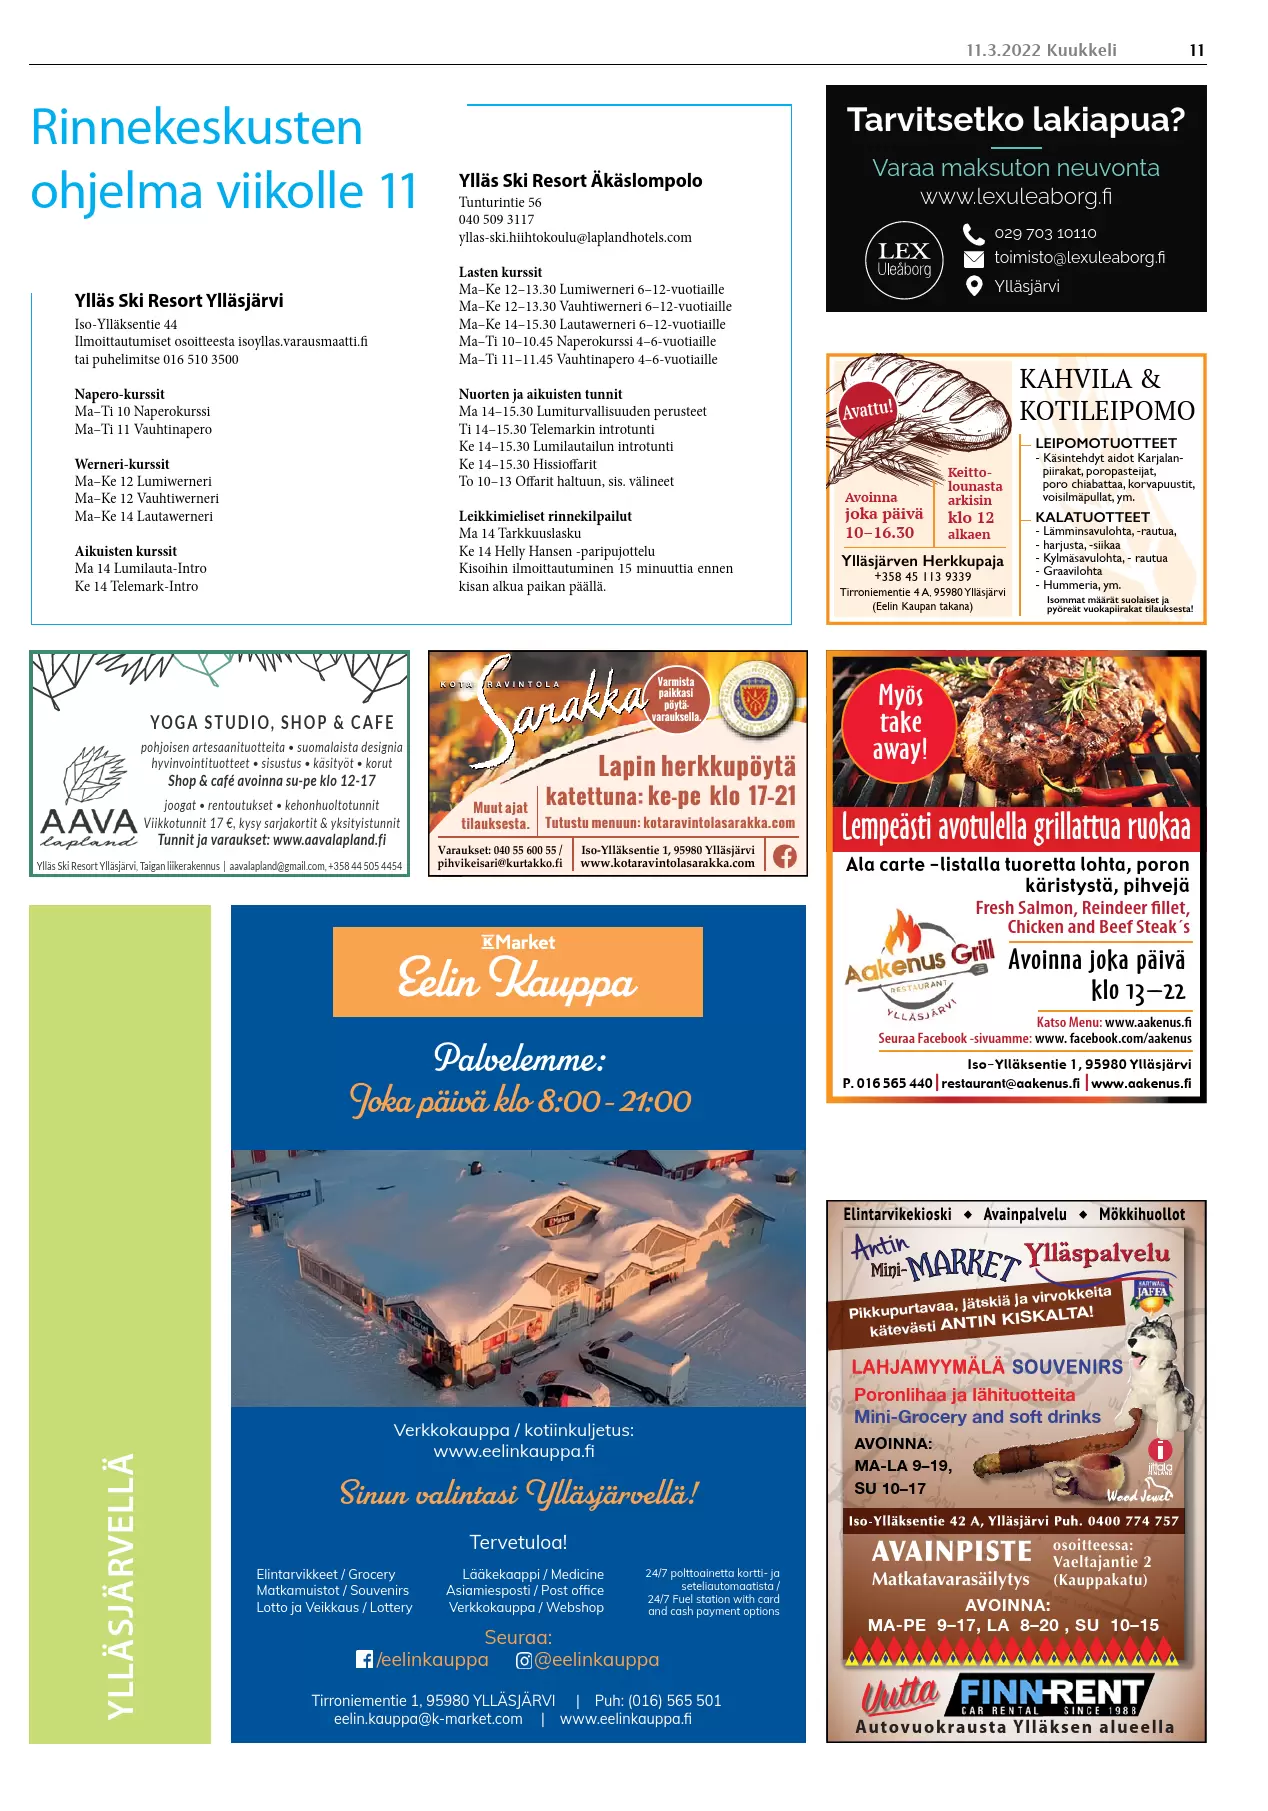 11.3.2022 Kuukkeli 11
Rinnekeskusten
ohjelma viikolle 11
Ylläs Ski Resort Ylläsjärvi
Iso-Ylläksentie 44
Ilmoittautumiset osoitteesta isoyllas.varausmaatti.fi
tai puhelimitse 016 510 3500
Napero-kurssit
Ma–Ti 10 Naperokurssi
Ma–Ti 11 Vauhtinapero
Werneri-kurssit
Ma–Ke 12 Lumiwerneri
Ma–Ke 12 Vauhtiwerneri
Ma–Ke 14 Lautawerneri
Aikuisten kurssit
Ma 14 Lumilauta-Intro
Ke 14 Telemark-Intro
Ylläs Ski Resort Äkäslompolo
Tunturintie 56
040 509 3117
yllas-ski.hiihtokoulu@laplandhotels.com
Lasten kurssit
Ma–Ke 12–13.30 Lumiwerneri 6–12-vuotiaille
Ma–Ke 12–13.30 Vauhtiwerneri 6–12-vuotiaille
Ma–Ke 14–15.30 Lautawerneri 6–12-vuotiaille
Ma–Ti 10–10.45 Naperokurssi 4–6-vuotiaille
Ma–Ti 11–11.45 Vauhtinapero 4–6-vuotiaille
Nuorten ja aikuisten tunnit
Ma 14–15.30 Lumiturvallisuuden perusteet
Ti 14–15.30 Telemarkin introtunti
Ke 14–15.30 Lumilautailun introtunti
Ke 14–15.30 Hissioffarit
To 10–13 Offarit haltuun, sis. välineet
Leikkimieliset rinnekilpailut
Ma 14 Tarkkuuslasku
Ke 14 Helly Hansen -paripujottelu
Kisoihin ilmoittautuminen 15 minuuttia ennen
kisan alkua paikan päällä.
Tarvitsetko lakiapua?
Varaa maksuton neuvonta
www.lexuleaborg.fi
LEX
Uleåborg
029 703 10110
toimisto@lexuleaborg.fi
Ylläsjärvi
Avattu!
Avoinna
joka päivä
10–16.30
Keitto-
lounasta
arkisin
klo 12
alkaen
Ylläsjärven Herkkupaja
+358 45 113 9339
Tirroniementie 4 A, 95980 Ylläsjärvi
(Eelin Kaupan takana)
KAHVILA &
KOTILEIPOMO
LEIPOMOTUOTTEET
- Käsintehdyt aidot Karjalan-
piirakat, poropasteijat,
poro chiabattaa, korvapuustit,
voisilmäpullat, ym.
KALATUOTTEET
- Lämminsavulohta, -rautua,
- harjusta, -siikaa
- Kylmäsavulohta, - rautua
- Graavilohta
- Hummeria, ym.
Isommat määrät suolaiset ja
pyöreät vuokapiirakat tilauksesta!
YOGA STUDIO, SHOP & CAFE
pohjoisen artesaanituotteita • suomalaista designia
hyvinvointituotteet • sisustus • käsityöt • korut
Shop & café avoinna su-pe klo 12-17
joogat • rentoutukset • kehonhuoltotunnit
Viikkotunnit 17 €, kysy sarjakortit & yksityistunnit
Tunnit ja varaukset: www.aavalapland.fi
AAVA
lapland
Ylläs Ski Resort Ylläsjärvi, Taigan liikerakennus | aavalapland@gmail.com, +358 44 505 4454
KOTARAVINTOLA
Sarakka
Varmista
paikkasi
pöytä-
varauksella.
Lapin herkkupöytä
katettuna: ke-pe klo 17-21
Muut ajat
tilauksesta.
Tutustu menuun: kotaravintolasarakka.com
Varaukset: 040 55 600 55 /
pihvikeisari@kurtakko.fi
Iso-Ylläksentie 1, 95980 Ylläsjärvi
www.kotaravintolasarakka.com
Myös
take
away!
Lempeästi avotulella grillattua ruokaa
Ala carte –listalla tuoretta lohta, poron
käristystä, pihvejä
Fresh Salmon, Reindeer fillet,
Chicken and Beef Steak´s
Aakenus Grill
RESTAURANT
YLLÄSJÄRVI
Avoinna joka päivä
klo 13–22
Katso Menu: www.aakenus.fi
Seuraa Facebook -sivuamme: www. facebook.com/aakenus
Iso-Ylläksentie 1, 95980 Ylläsjärvi
P. 016 565 440 | restaurant@aakenus.fi | www.aakenus.fi
YLLÄSJÄRVELLÄ
K Market
Eelin Kauppa
Palvelemme:
Joka päivä klo 8:00 - 21:00
K Market
K Market
Verkkokauppa / kotiinkuljetus:
www.eelinkauppa.fi
Sinun valintasi Ylläsjärvellä!
Tervetuloa!
Elintarvikkeet / Grocery
Matkamuistot / Souvenirs
Lotto ja Veikkaus / Lottery
Lääkekaappi / Medicine
Asiamiesposti / Post office
Verkkokauppa / Webshop
24/7 polttoainetta kortti- ja
seteliautomaatista /
24/7 Fuel station with card
and cash payment options
Seuraa:
/eelinkauppa @eelinkauppa
Tirroniementie 1, 95980 YLLÄSJÄRVI | Puh: (016) 565 501
eelin.kauppa@k-market.com | www.eelinkauppa.fi
Elintarvikekioski ◆ Avainpalvelu ◆ Mökkihuollot
Antin
Mini-MARKET Ylläspalvelu
HARTWALL
JAFFA
Pikkupurtavaa, jätskiä ja virvokkeita
kätevästi ANTIN KISKALTA!
LAHJAMYYMÄLÄ SOUVENIRS
Poronlihaa ja lähituotteita
Mini-Grocery and soft drinks
AVOINNA:
MA-LA 9–19,
SU 10–17
iittala
FINLAND
Wood Jewel
Iso-Ylläksentie 42 A, Ylläsjärvi Puh. 0400 774 757
AVAINPISTE
Matkatavarasäilytys
osoitteessa:
Vaeltajantie 2
(Kauppakatu)
AVOINNA:
MA-PE 9–17, LA 8–20 , SU 10–15
Uutta
FINN-RENT
CAR RENTAL SINCE 1988
Autovuokrausta Ylläksen alueella